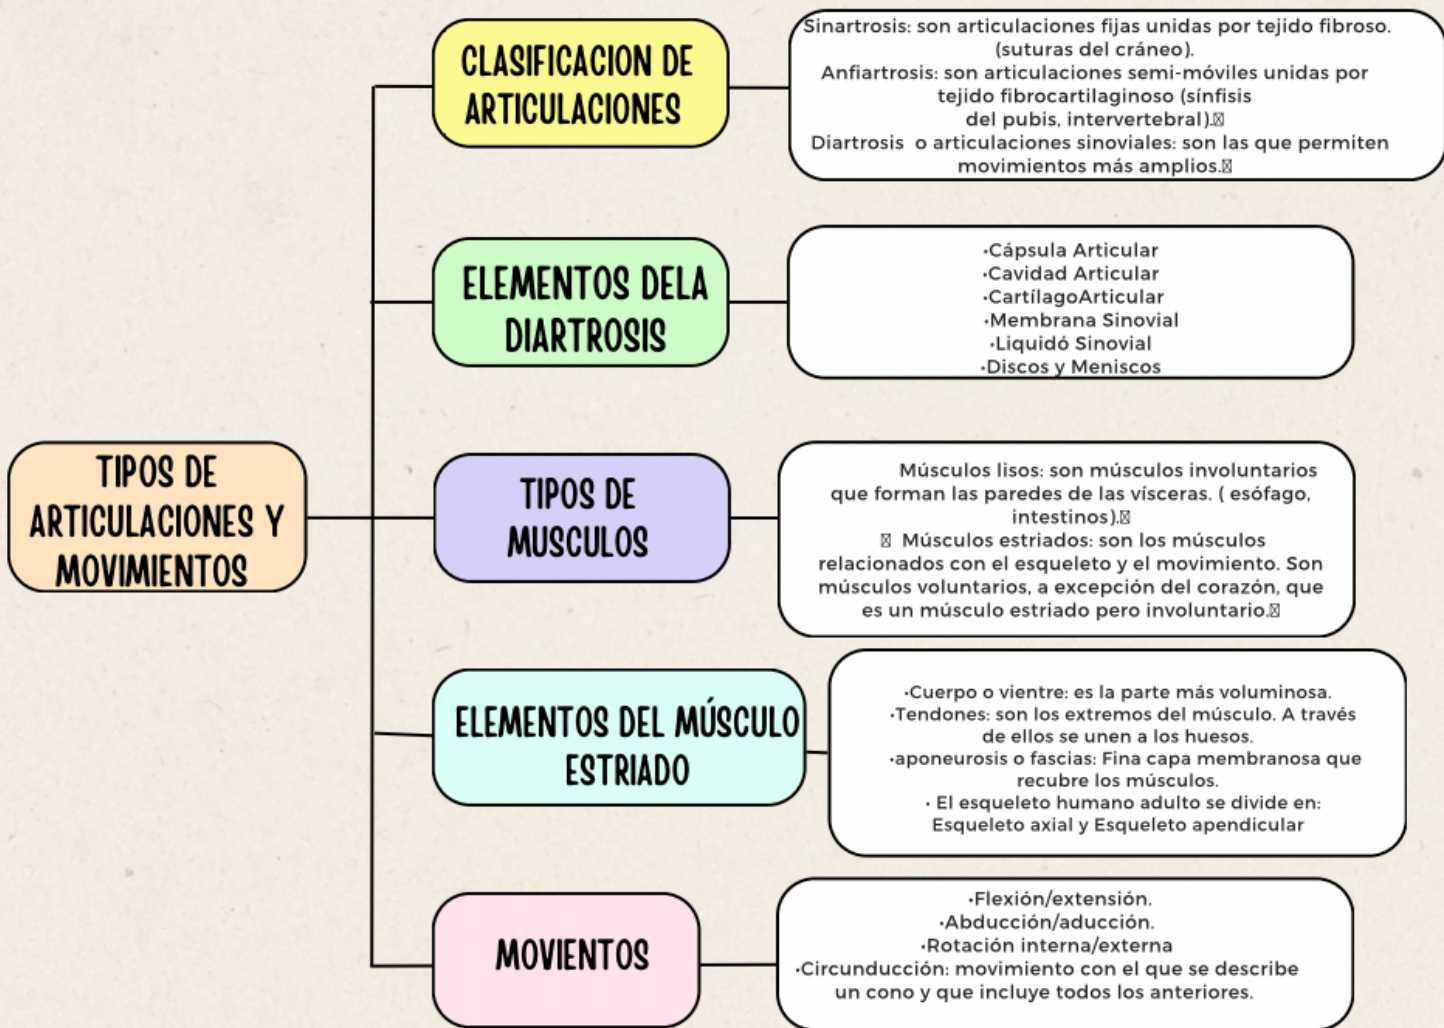 TIPOS DE
ARTICULACIONES Y
MOVIMIENTOS
CLASIFICACION DE
ARTICULACIONES
Sinartrosis: son articulaciones fijas unidas por tejido fibroso.
(suturas del cráneo).
Anfiartrosis: son articulaciones semi-móviles unidas por
tejido fibrocartilaginoso (sínfisis
del pubis, intervertebral).
Diartrosis o articulaciones sinoviales: son las que permiten
movimientos más amplios.
ELEMENTOS DELA
DIARTROSIS
•Cápsula Articular
•Cavidad Articular
•CartílagoArticular
•Membrana Sinovial
•Liquidó Sinovial
•Discos y Meniscos
TIPOS DE
MUSCULOS
Músculos lisos: son músculos involuntarios
que forman las paredes de las vísceras. ( esófago,
intestinos).
Músculos estriados: son los músculos
relacionados con el esqueleto y el movimiento. Son
músculos voluntarios, a excepción del corazón, que
es un músculo estriado pero involuntario.
ELEMENTOS DEL MÚSCULO
ESTRIADO
•Cuerpo o vientre: es la parte más voluminosa.
•Tendones: son los extremos del músculo. A través
de ellos se unen a los huesos.
•aponeurosis o fascias: Fina capa membranosa que
recubre los músculos.
• El esqueleto humano adulto se divide en:
Esqueleto axial y Esqueleto apendicular
MOVIENTOS
•Flexión/extensión.
•Abducción/aducción.
•Rotación interna/externa
•Circunducción: movimiento con el que se describe
un cono y que incluye todos los anteriores.